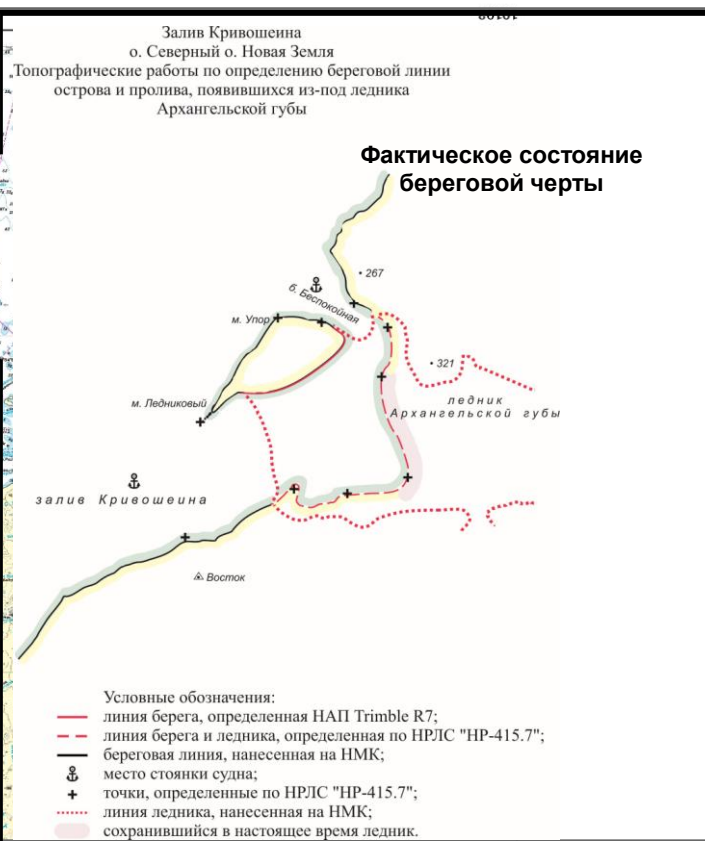 Залив Кривошеина
о. Северный о. Новая Земля
Топографические работы по определению береговой линии
острова и пролива, появившихся из-под ледника
Архангельской губы
Фактическое состояние
береговой черты
267
б. Беспокойная
м. Упор
321
ледник
Архангельской губы
м. Ледниковый
залив Кривошеина
Восток
Условные обозначения:
линия берега, определенная НАП Trimble R7;
линия берега и ледника, определенная по НРЛС "НР-415.7";
береговая линия, нанесенная на НМК;
место стоянки судна;
точки, определенные по НРЛС "НР-415.7";
линия ледника, нанесенная на НМК;
сохранившийся в настоящее время ледник.